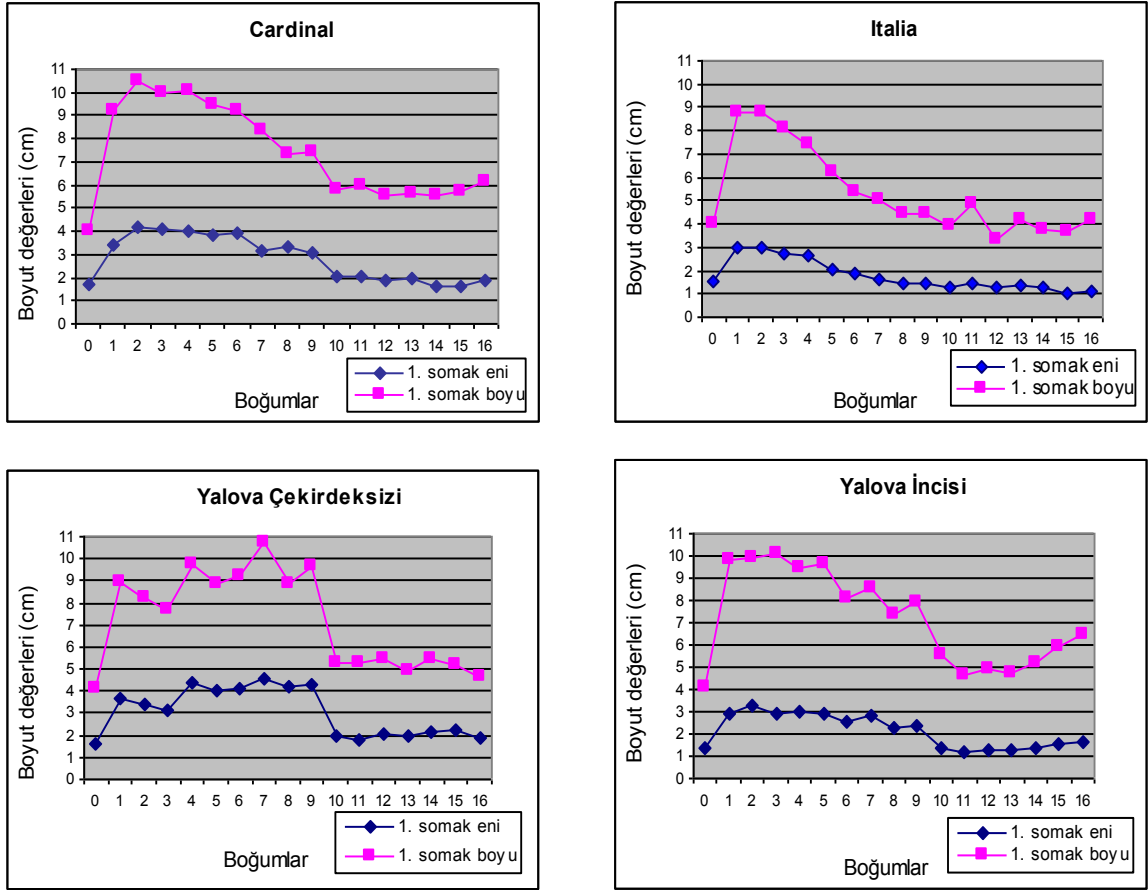 Cardinal
Boyut değerleri (cm)
11
10
9
8
7
6
5
4
3
2
1
0
0 1 2 3 4 5 6 7 8 9 10 11 12 13 14 15 16
Boğumlar
1. somak eni
1. somak boyu
Italia
Boyut değerleri (cm)
11
10
9
8
7
6
5
4
3
2
1
0
0 1 2 3 4 5 6 7 8 9 10 11 12 13 14 15 16
Boğumlar
1. somak eni
1. somak boyu
Yalova Çekirdeksizi
Boyut değerleri (cm)
11
10
9
8
7
6
5
4
3
2
1
0
0 1 2 3 4 5 6 7 8 9 10 11 12 13 14 15 16
Boğumlar
1. somak eni
1. somak boyu
Yalova İncisi
Boyut değerleri (cm)
11
10
9
8
7
6
5
4
3
2
1
0
0 1 2 3 4 5 6 7 8 9 10 11 12 13 14 15 16
Boğumlar
1. somak eni
1. somak boyu